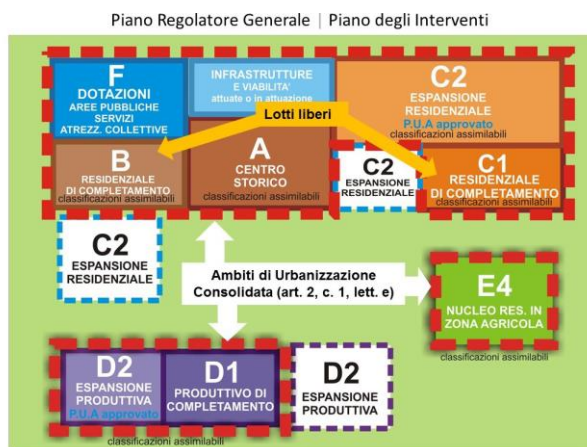 Piano Regolatore Generale | Piano degli Interventi
F
DOTAZIONI
AREE PUBBLICHE
SERVIZI
ATREZZ. COLLETTIVE
INFRASTRUTTURE
E VIABILITA'
attuate o in attuazione
C2
ESPANSIONE
RESIDENZIALE
P.U.A approvato
classificazioni assimilabili
Lotti liberi
B
RESIDENZIALE
DI COMPLETAMENTO
classificazioni assimilabili
A
CENTRO
STORICO
classificazioni assimilabili
C2
ESPANSIONE
RESIDENZIALE
C1
RESIDENZIALE
DI COMPLETAMENTO
classificazioni assimilabili
C2
ESPANSIONE
RESIDENZIALE
Ambiti di Urbanizzazione
Consolidata (art. 2, c. 1, lett. e)
E4
NUCLEO RES. IN
ZONA AGRICOLA
classificazioni assimilabili
D2
ESPANSIONE
PRODUTTIVA
P.U.A approvato
D1
PRODUTTIVO DI
COMPLETAMENTO
classificazioni assimilabili
D2
ESPANSIONE
PRODUTTIVA